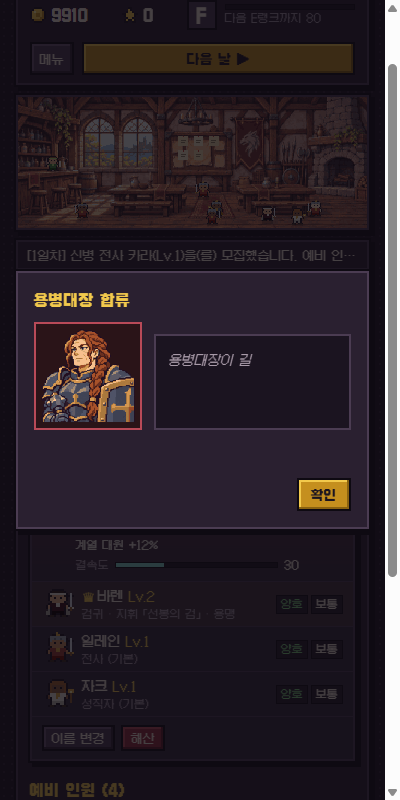 9910
0
F
다음 E랭크까지 80
메뉴
다음 날 ▶
[1일차] 신병 전사 카라(Lv.1)을(를) 모집했습니다. 예비 인…
용병대장 합류
용병대장이 길
확인
계열 대원 +12%
결속도 30
바렌 Lv.2
검귀 · 지휘 「선봉의 검」 · 용명
양호 보통
일레인 Lv.1
전사 (기본)
양호 보통
자크 Lv.1
성직자 (기본)
양호 보통
이름 변경
해산
예비 인원 (4)